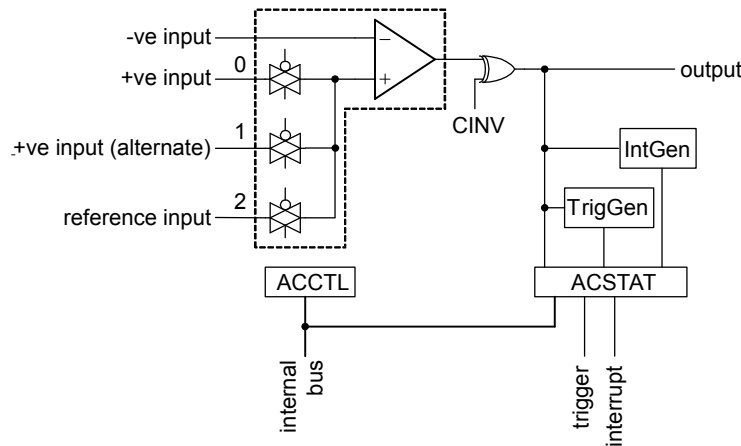 -ve input
0
+ve input
1
+ve input (alternate)
2
reference input
−
+
CINV
output
IntGen
TrigGen
ACCTL
ACSTAT
internal
bus
trigger
interrupt